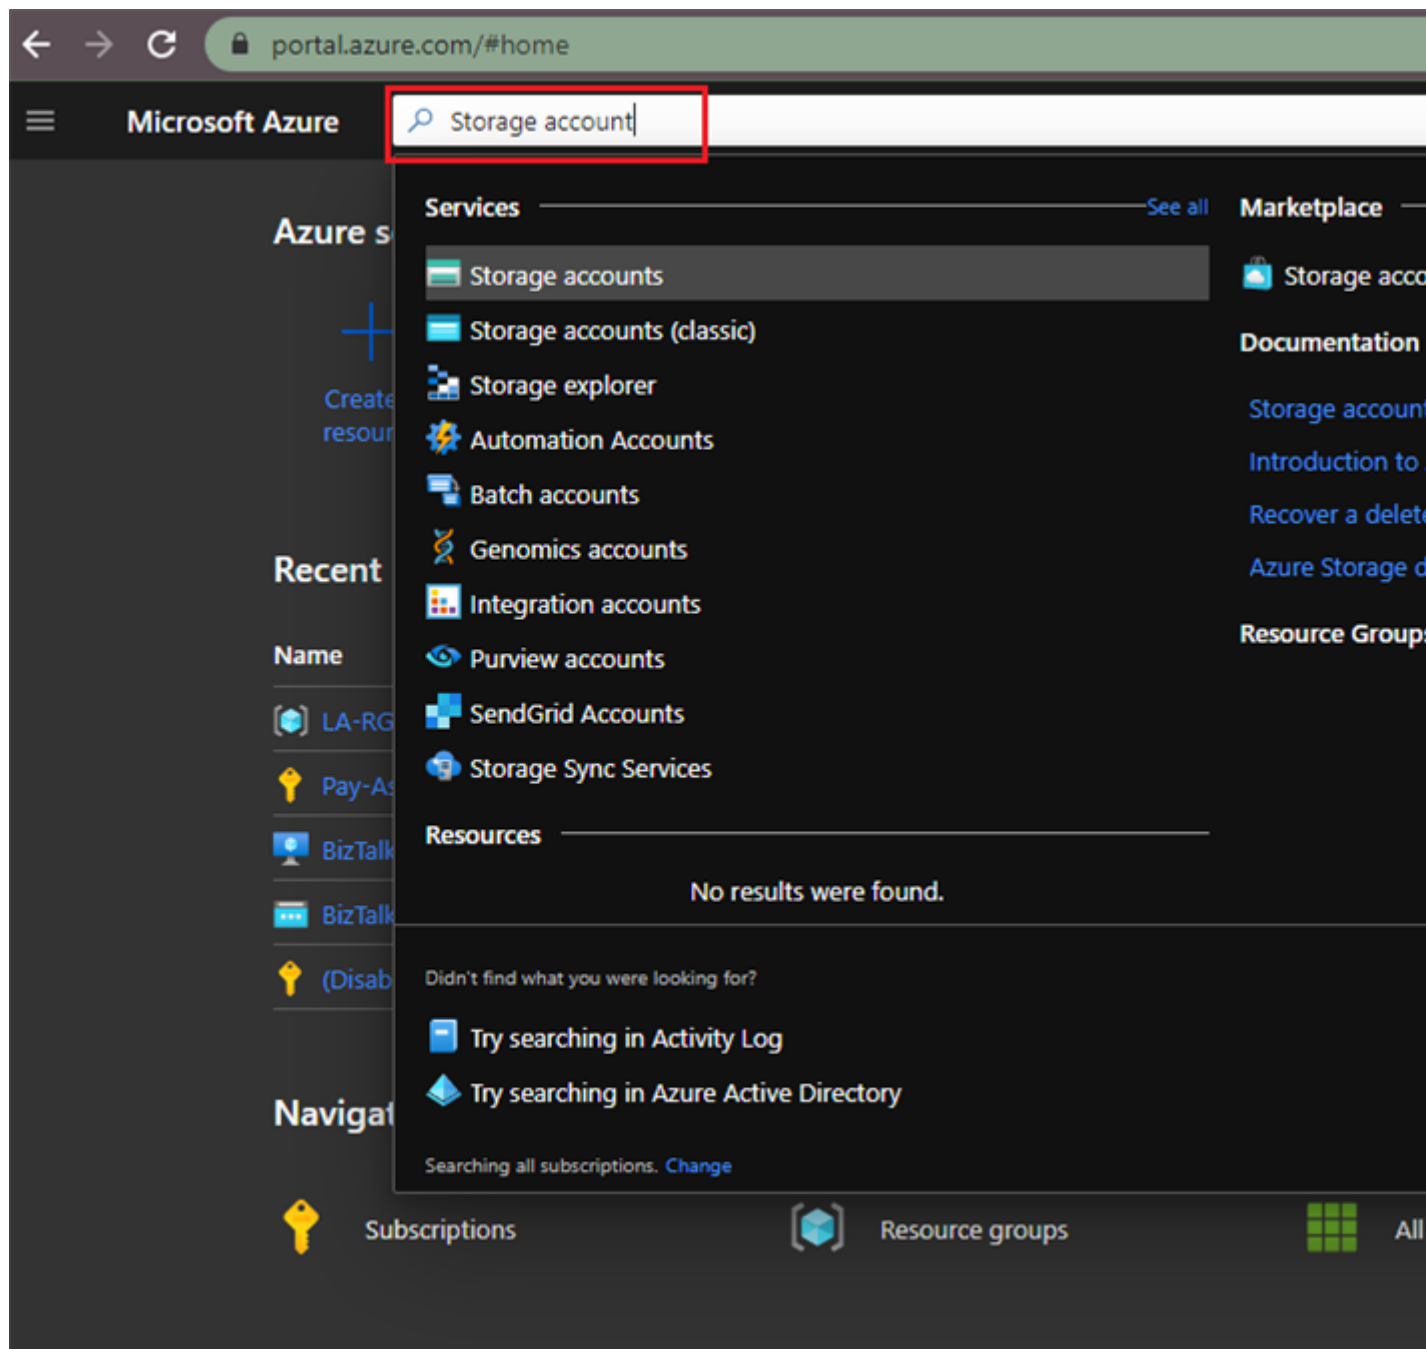 portal.azure.com/#home
Microsoft Azure
Storage account
Azure s
Create
resour
Recent
Name
LA-RG
Pay-As
BizTalk
BizTalk
(Disab
Navigat
Services
See all
Storage accounts
Storage accounts (classic)
Storage explorer
Automation Accounts
Batch accounts
Genomics accounts
Integration accounts
Purview accounts
SendGrid Accounts
Storage Sync Services
Resources
No results were found.
Didn't find what you were looking for?
Try searching in Activity Log
Try searching in Azure Active Directory
Searching all subscriptions. Change
Marketplace
Storage acco
Documentation
Storage account
Introduction to
Recover a delete
Azure Storage d
Resource Groups
Subscriptions
Resource groups
All